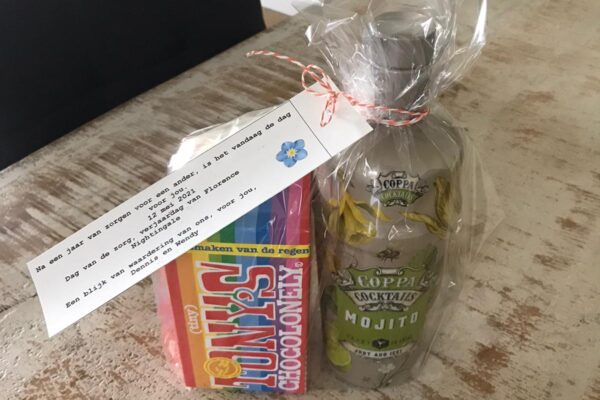 Na een jaar van zorgen voor een ander, is het vandaag de dag
voor jou.
12 mei 2021
Dag van de zorg, verjaardag van Florence
Nightingale
Een blijk van waardering van ons, voor jou,
Dennis en Wendy
maken van de regen
(tiny)
TONY'S
CHOCOLONELY
COPPA
COCKTAILS
COPPA
COCKTAILS
MOJITO
JUST ADD ICE!